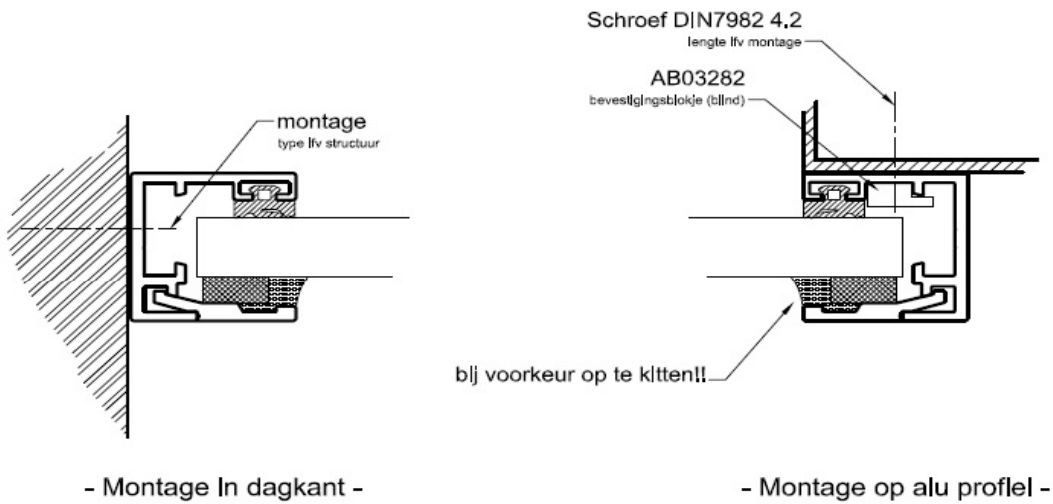 Schroef DIN7982 4.2
lengte ifv montage
AB03282
bevestigingsblokje (blind)
montage
type ifv structuur
bij voorkeur op te kitten!!
- Montage in dagkant -
- Montage op alu profiel -